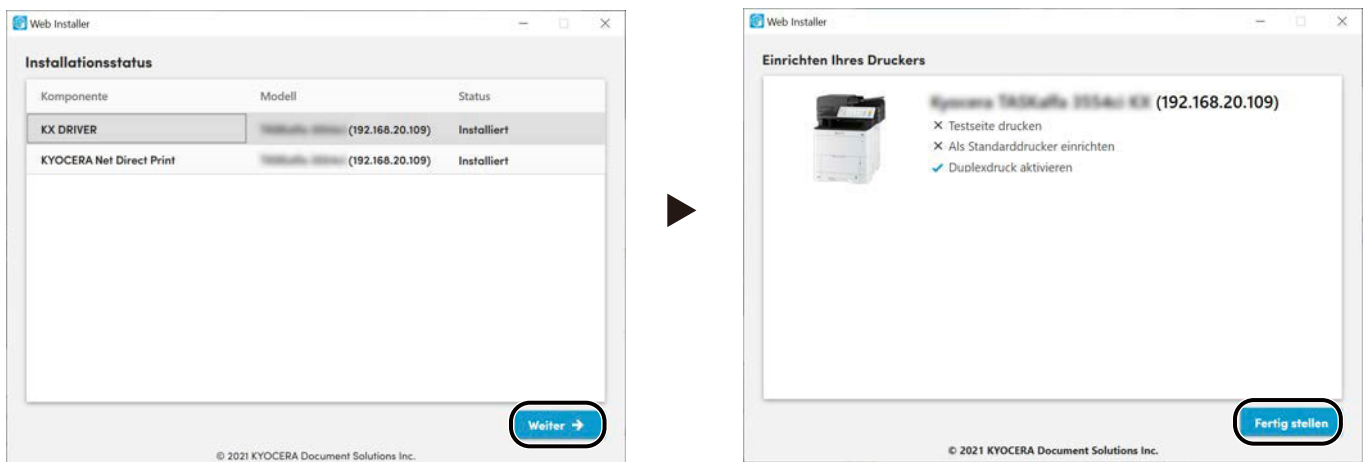 Web Installer
Installationsstatus
Komponente Modell Status
KX DRIVER (192.168.20.109) Installiert
KYOCERA Net Direct Print (192.168.20.109) Installiert
Weiter →
© 2021 KYOCERA Document Solutions Inc.
Web Installer
Einrichten Ihres Druckers
(192.168.20.109)
Testseite drucken
Als Standarddrucker einrichten
Duplexdruck aktivieren
Fertig stellen
© 2021 KYOCERA Document Solutions Inc.